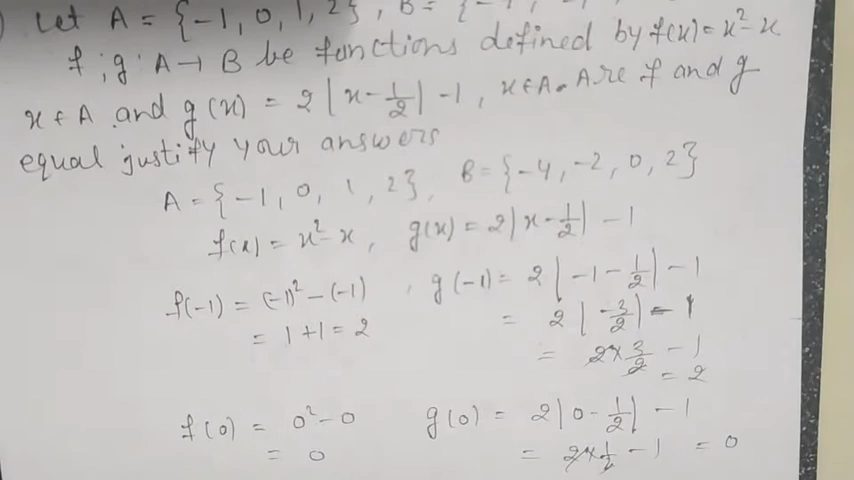 ) Let A = {-1, 0, 1, 2}, B = {-4, -2,
f, g: A → B be functions defined by f(x) = x² - x
x ∈ A and g(x) = 2|x - 1/2| - 1, x ∈ A. Are f and g
equal justify your answers
A = {-1, 0, 1, 2}, B = {-4, -2, 0, 2}
f(x) = x² - x, g(x) = 2|x - 1/2| - 1
f(-1) = (-1)² - (-1), g(-1) = 2|-1 - 1/2| - 1
= 1 + 1 = 2 = 2|-3/2| - 1
= 2 × 3/2 - 1
= 2
f(0) = 0² - 0 g(0) = 2|0 - 1/2| - 1
= 0 = 2 × 1/2 - 1 = 0